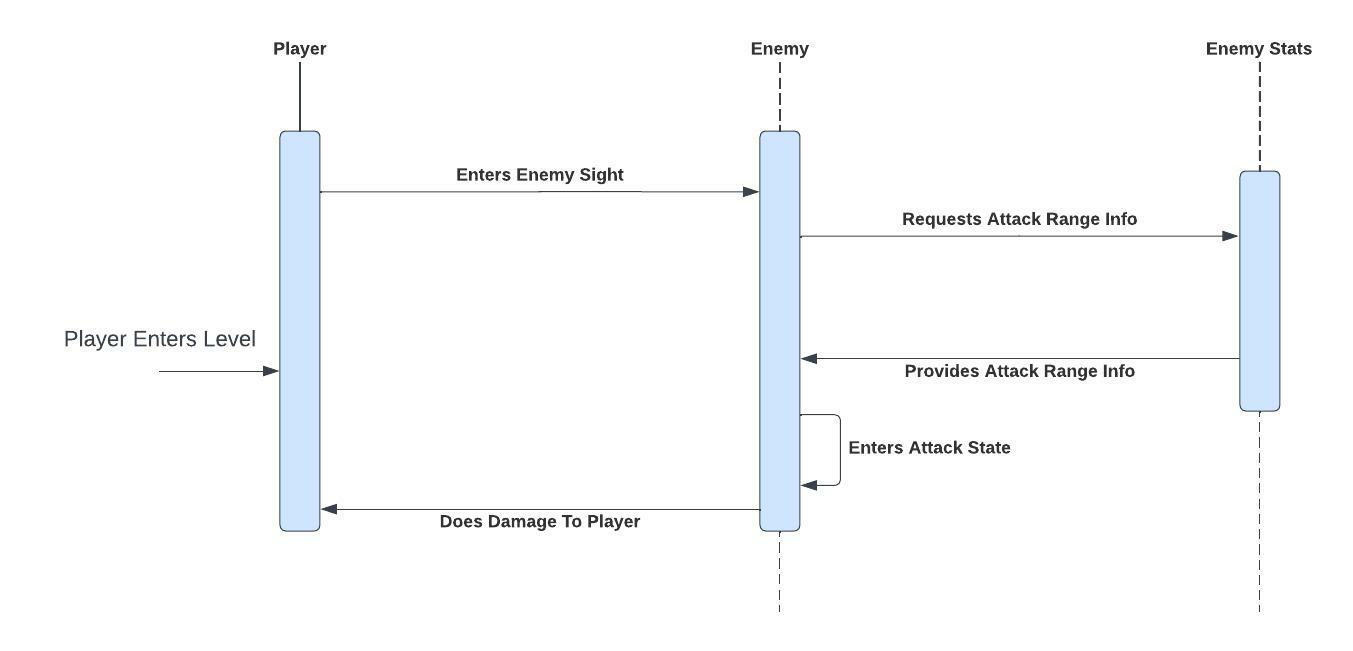 Player
Enemy
Enemy Stats
Enters Enemy Sight
Requests Attack Range Info
Player Enters Level
Provides Attack Range Info
Enters Attack State
Does Damage To Player